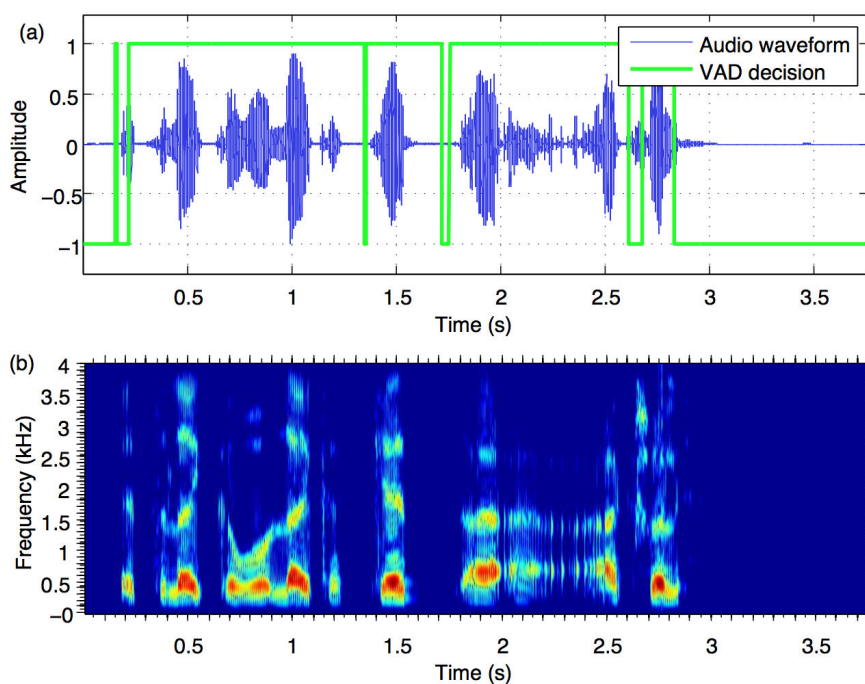 (a)
Audio waveform
VAD decision
Amplitude
1
0.5
0
−0.5
−1
0.5 1 1.5 2 2.5 3 3.5
Time (s)
(b)
Frequency (kHz)
4
3.5
3
2.5
2
1.5
1
0.5
−0
0.5 1 1.5 2 2.5 3 3.5
Time (s)